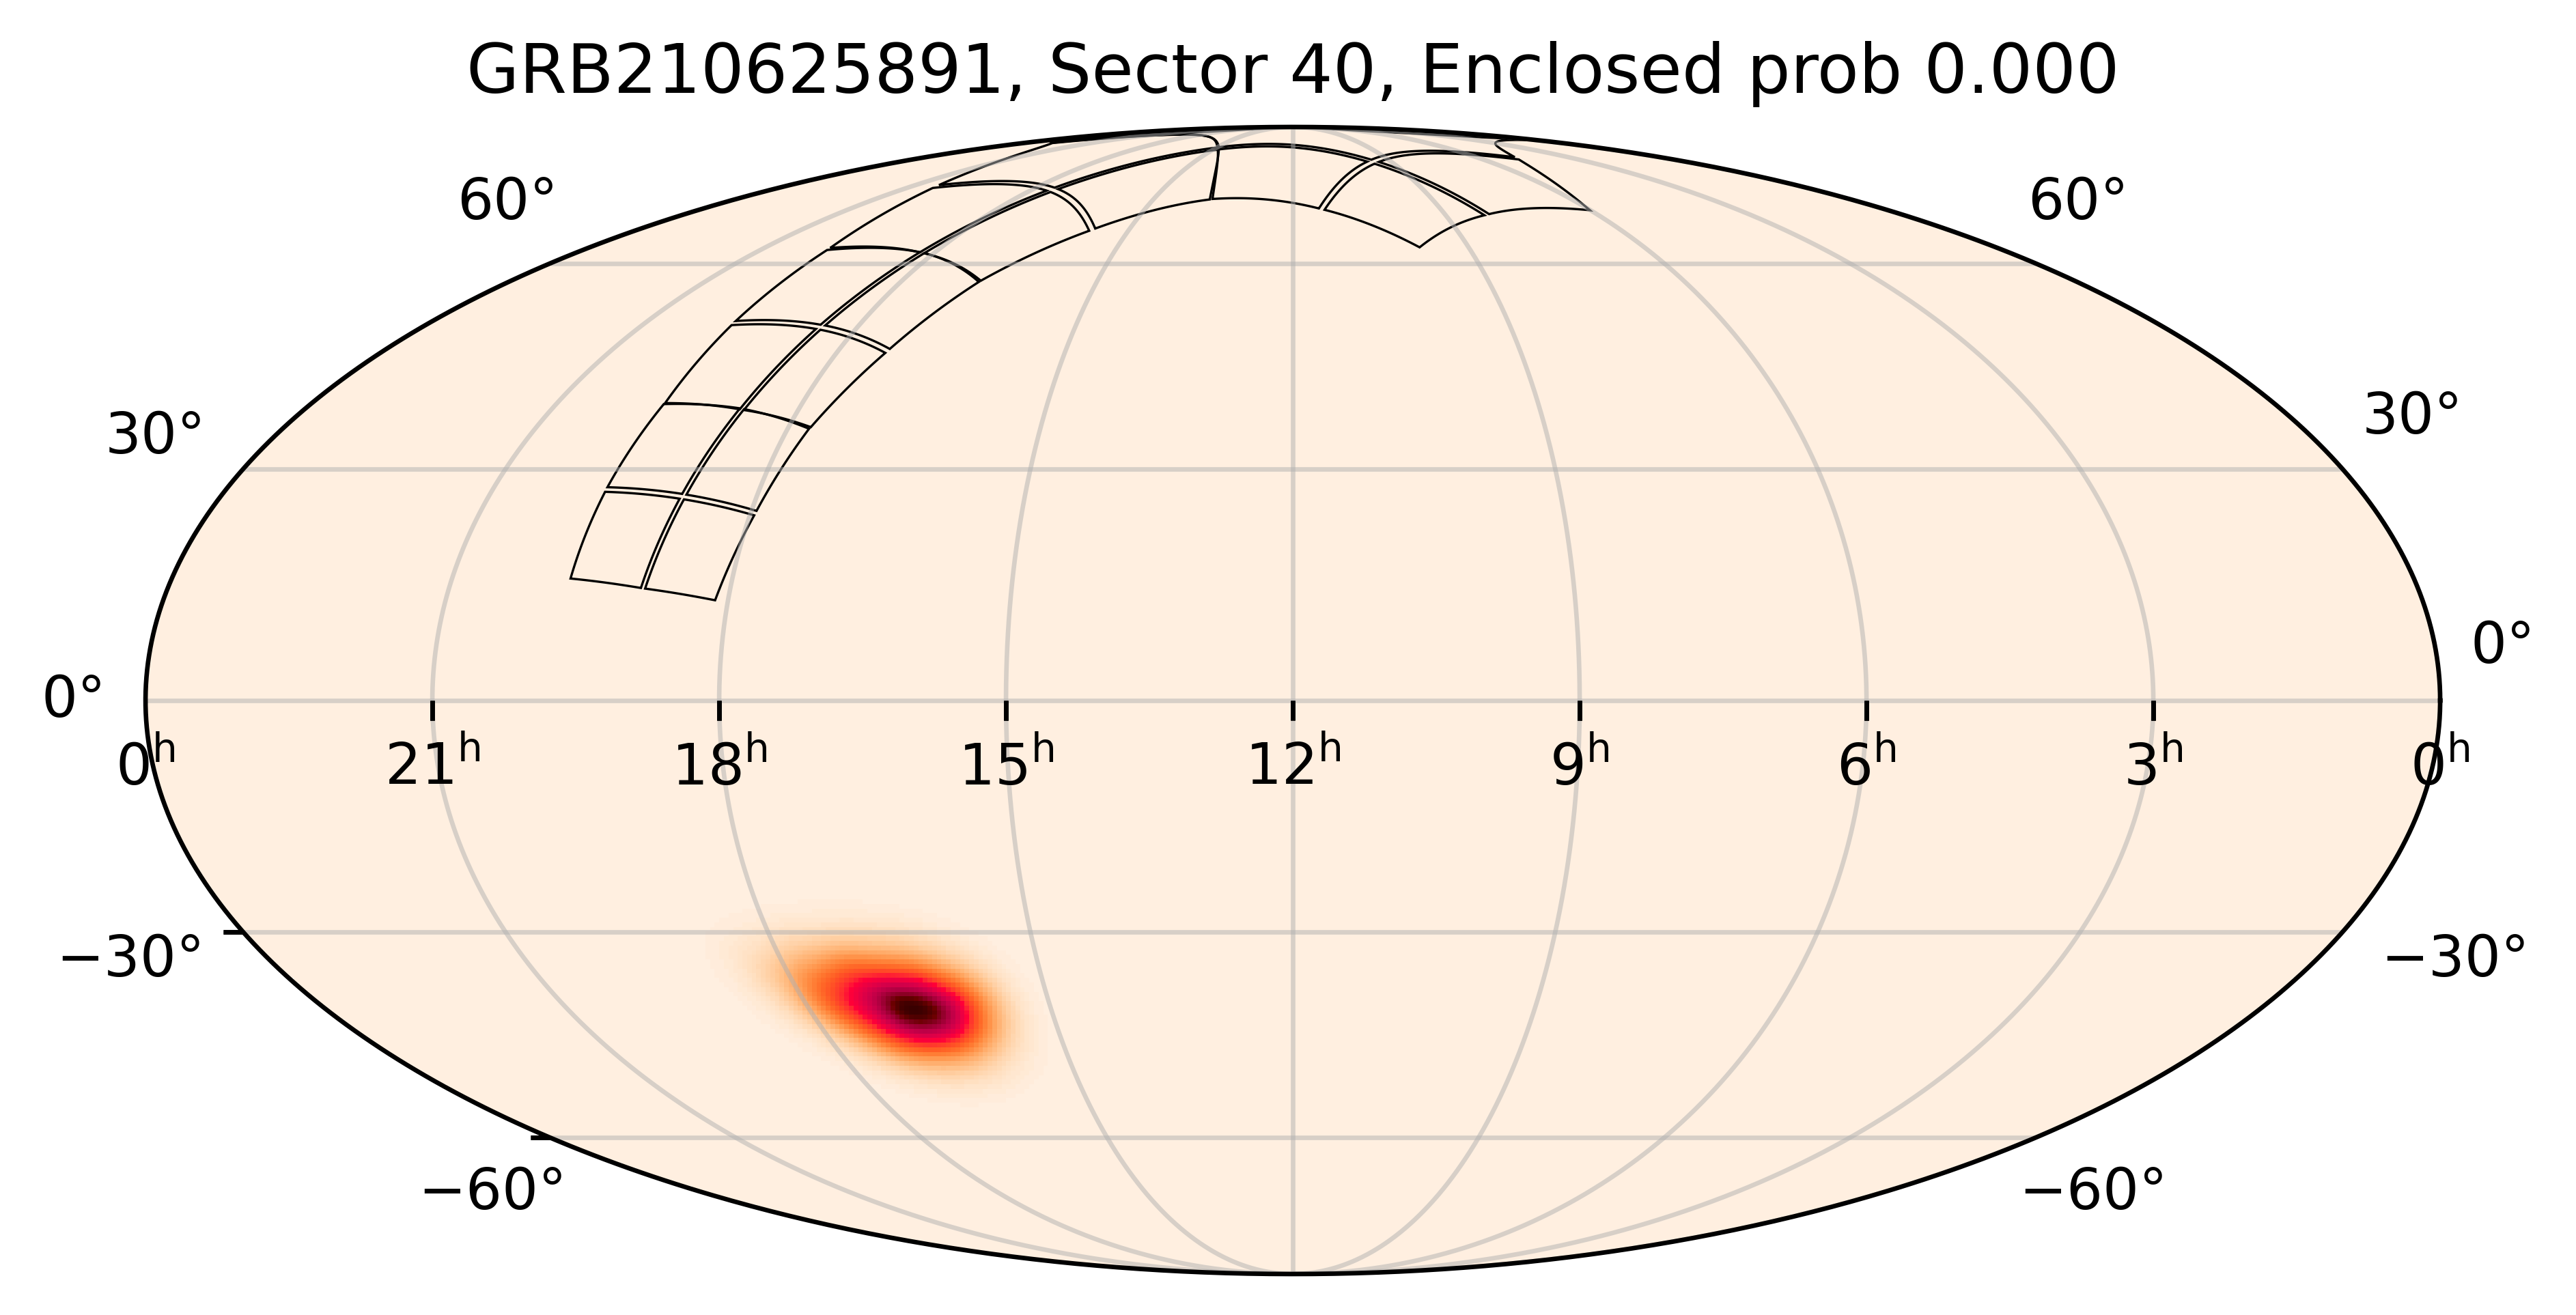 GRB210625891, Sector 40, Enclosed prob 0.000
60° 60°
30° 30°
0° 0°
0h 21h 18h 15h 12h 9h 6h 3h 0h
−30° −30°
−60° −60°